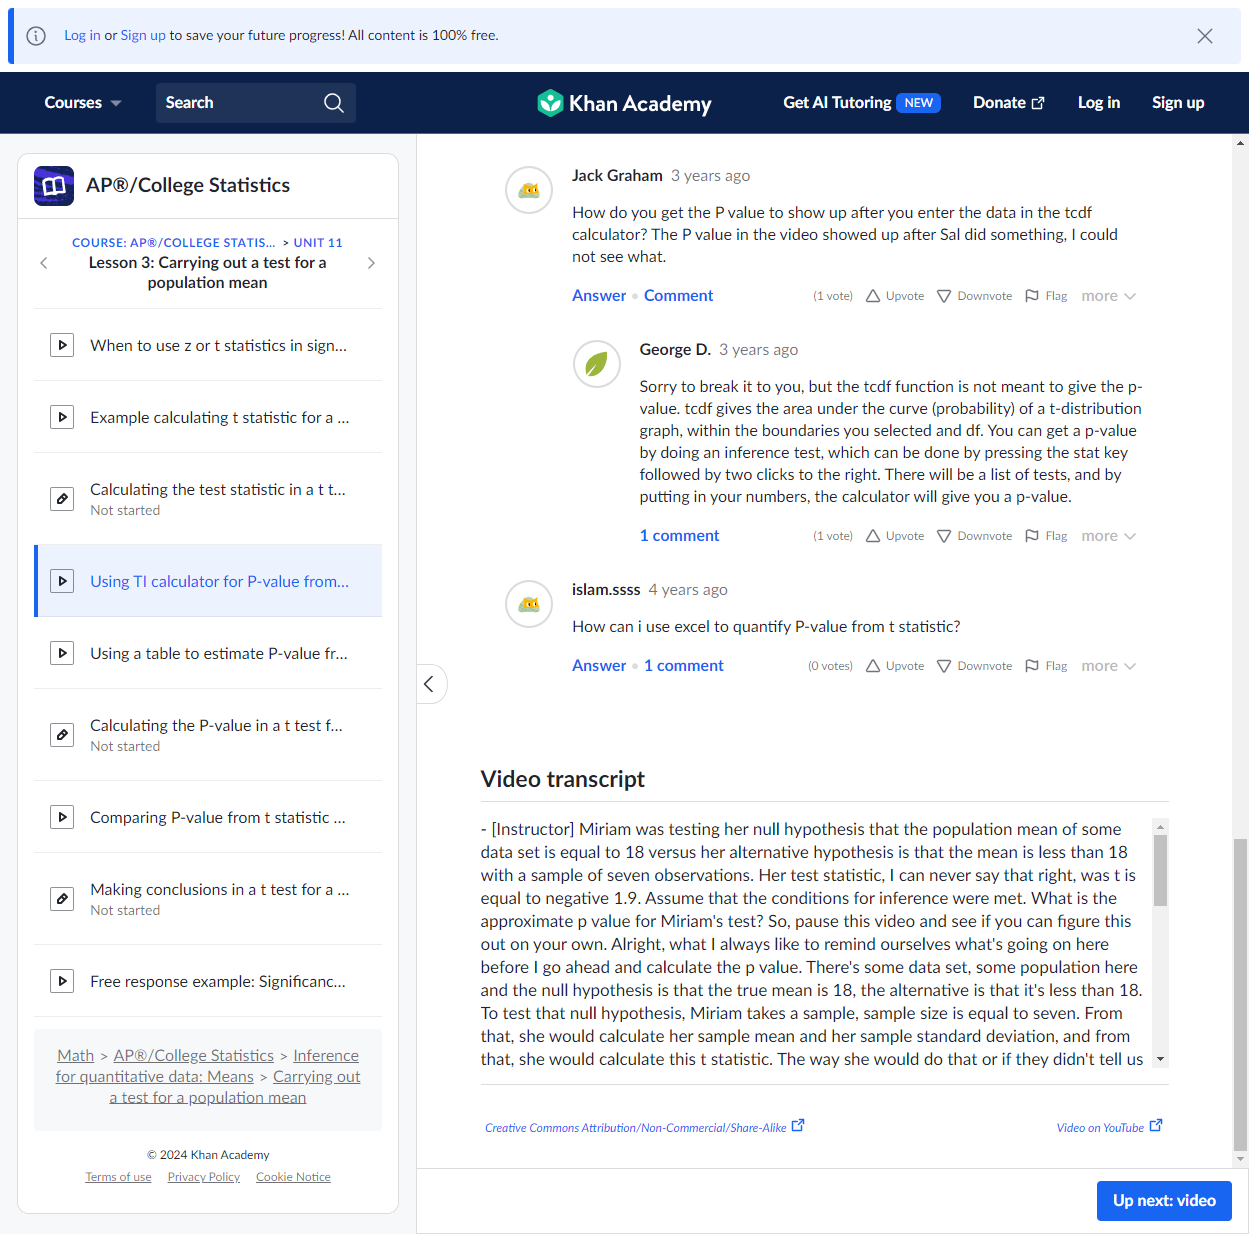 Log in or Sign up to save your future progress! All content is 100% free.
Courses
Search
Khan Academy
Get AI Tutoring NEW
Donate
Log in
Sign up
AP®/College Statistics
COURSE: AP®/COLLEGE STATIS... > UNIT 11
Lesson 3: Carrying out a test for a
population mean
When to use z or t statistics in sign...
Example calculating t statistic for a ...
Calculating the test statistic in a t t...
Not started
Using TI calculator for P-value from...
Using a table to estimate P-value fr...
Calculating the P-value in a t test f...
Not started
Comparing P-value from t statistic ...
Making conclusions in a t test for a ...
Not started
Free response example: Significanc...
Math > AP®/College Statistics > Inference
for quantitative data: Means > Carrying out
a test for a population mean
© 2024 Khan Academy
Terms of use Privacy Policy Cookie Notice
Jack Graham 3 years ago
How do you get the P value to show up after you enter the data in the tcdf
calculator? The P value in the video showed up after Sal did something, I could
not see what.
Answer • Comment (1 vote) Upvote Downvote Flag more
George D. 3 years ago
Sorry to break it to you, but the tcdf function is not meant to give the p-
value. tcdf gives the area under the curve (probability) of a t-distribution
graph, within the boundaries you selected and df. You can get a p-value
by doing an inference test, which can be done by pressing the stat key
followed by two clicks to the right. There will be a list of tests, and by
putting in your numbers, the calculator will give you a p-value.
1 comment (1 vote) Upvote Downvote Flag more
islam.ssss 4 years ago
How can i use excel to quantify P-value from t statistic?
Answer • 1 comment (0 votes) Upvote Downvote Flag more
Video transcript
- [Instructor] Miriam was testing her null hypothesis that the population mean of some
data set is equal to 18 versus her alternative hypothesis is that the mean is less than 18
with a sample of seven observations. Her test statistic, I can never say that right, was t is
equal to negative 1.9. Assume that the conditions for inference were met. What is the
approximate p value for Miriam's test? So, pause this video and see if you can figure this
out on your own. Alright, what I always like to remind ourselves what's going on here
before I go ahead and calculate the p value. There's some data set, some population here
and the null hypothesis is that the true mean is 18, the alternative is that it's less than 18.
To test that null hypothesis, Miriam takes a sample, sample size is equal to seven. From
that, she would calculate her sample mean and her sample standard deviation, and from
that, she would calculate this t statistic. The way she would do that or if they didn't tell us
Creative Commons Attribution/Non-Commercial/Share-Alike
Video on YouTube
Up next: video